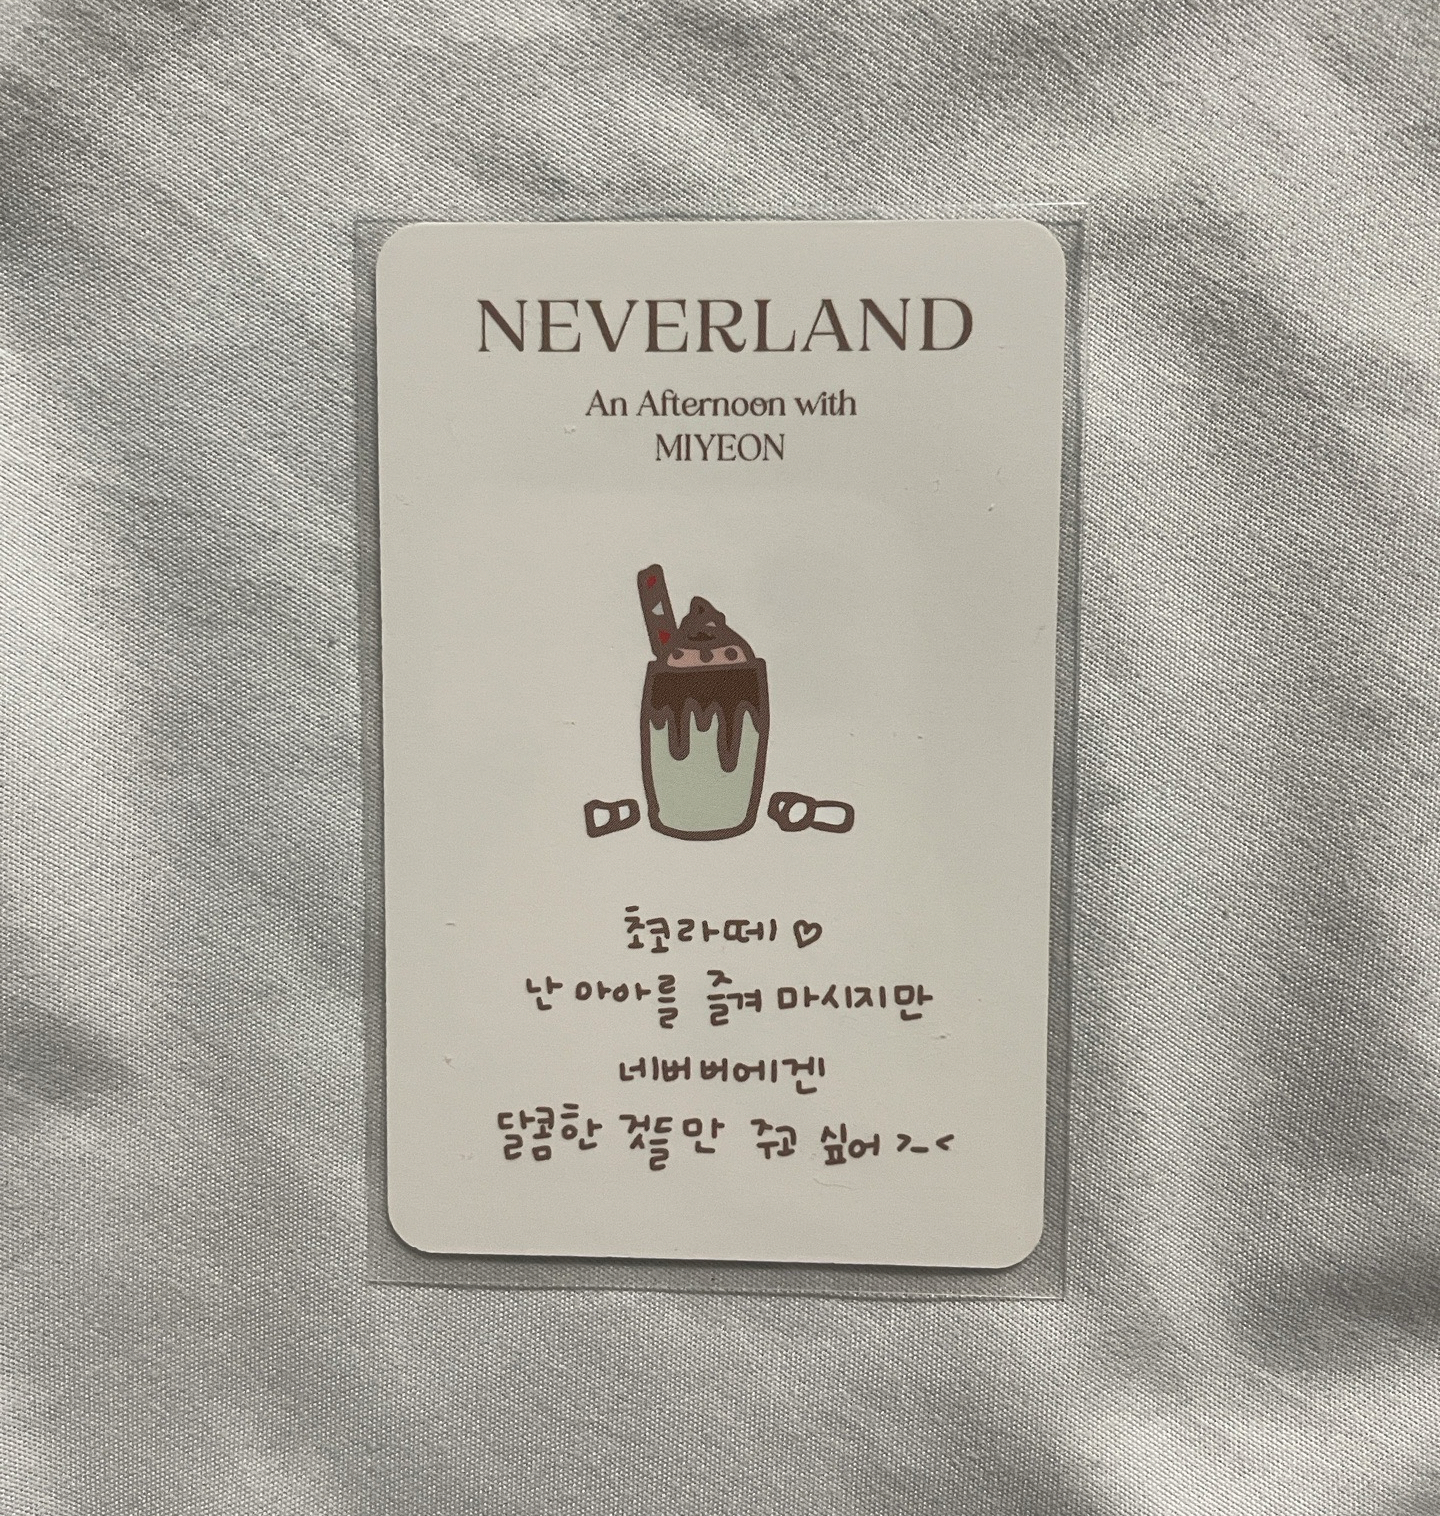 NEVERLAND
An Afternoon with
MIYEON
초코라떼 ♡
난 아아를 즐겨 마시지만
네버버에겐
달콤한 것들만 주고 싶어 >_<